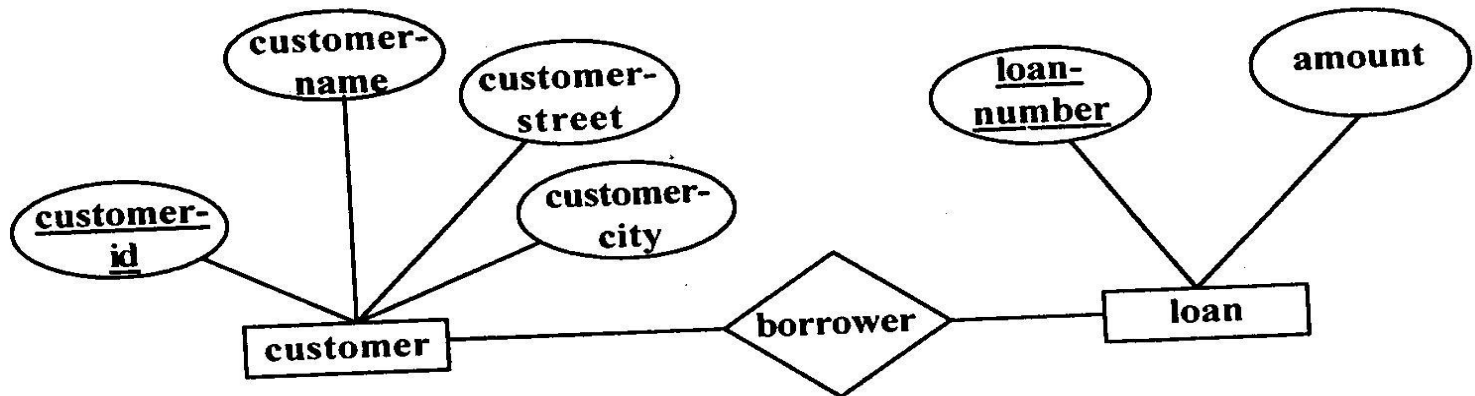 customer-
name
customer-
street
loan-
number
amount
customer-
id
customer-
city
customer
borrower
loan